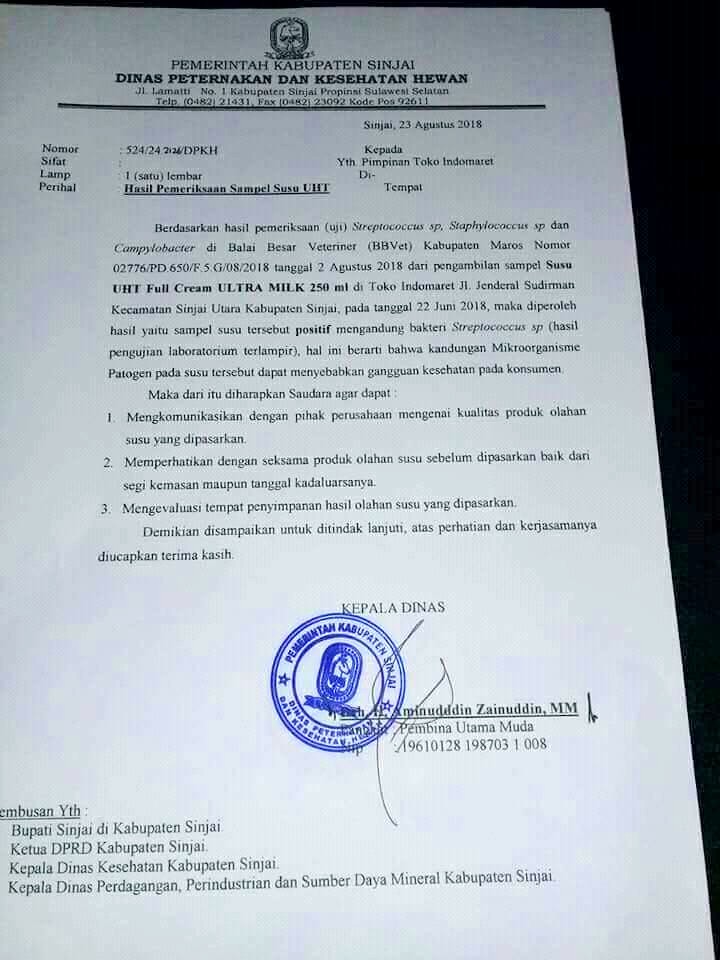 PEMERINTAH KABUPATEN SINJAI
DINAS PETERNAKAN DAN KESEHATAN HEWAN
Jl. Lamatti No. 1 Kabupaten Sinjai Propinsi Sulawesi Selatan
Telp. (0482) 21431, Fax (0482) 23092 Kode Pos 92611
Sinjai, 23 Agustus 2018
Nomor : 524/24 /DPKH
Sifat :
Lamp : 1 (satu) lembar
Perihal : Hasil Pemeriksaan Sampel Susu UHT
Kepada
Yth. Pimpinan Toko Indomaret
Di-
Tempat
Berdasarkan hasil pemeriksaan (uji) Streptococcus sp, Staphylococcus sp dan
Campylobacter di Balai Besar Veteriner (BBVet) Kabupaten Maros Nomor
02776/PD.650/F.5.G/08/2018 tanggal 2 Agustus 2018 dari pengambilan sampel Susu
UHT Full Cream ULTRA MILK 250 ml di Toko Indomaret Jl. Jenderal Sudirman
Kecamatan Sinjai Utara Kabupaten Sinjai, pada tanggal 22 Juni 2018, maka diperoleh
hasil yaitu sampel susu tersebut positif mengandung bakteri Streptococcus sp (hasil
pengujian laboratorium terlampir), hal ini berarti bahwa kandungan Mikroorganisme
Patogen pada susu tersebut dapat menyebabkan gangguan kesehatan pada konsumen.
Maka dari itu diharapkan Saudara agar dapat :
1. Mengkomunikasikan dengan pihak perusahaan mengenai kualitas produk olahan
susu yang dipasarkan.
2. Memperhatikan dengan seksama produk olahan susu sebelum dipasarkan baik dari
segi kemasan maupun tanggal kadaluarsanya.
3. Mengevaluasi tempat penyimpanan hasil olahan susu yang dipasarkan.
Demikian disampaikan untuk ditindak lanjuti, atas perhatian dan kerjasamanya
diucapkan terima kasih.
KEPALA DINAS
PEMERINTAH KABUPATEN SINJAI
DINAS PETERNAKAN
DAN KESEHATAN HEWAN
Drh. H. Aminudddin Zainuddin, MM
Pangkat : Pembina Utama Muda
Nip : 19610128 198703 1 008
embusan Yth :
Bupati Sinjai di Kabupaten Sinjai.
Ketua DPRD Kabupaten Sinjai.
Kepala Dinas Kesehatan Kabupaten Sinjai.
Kepala Dinas Perdagangan, Perindustrian dan Sumber Daya Mineral Kabupaten Sinjai.